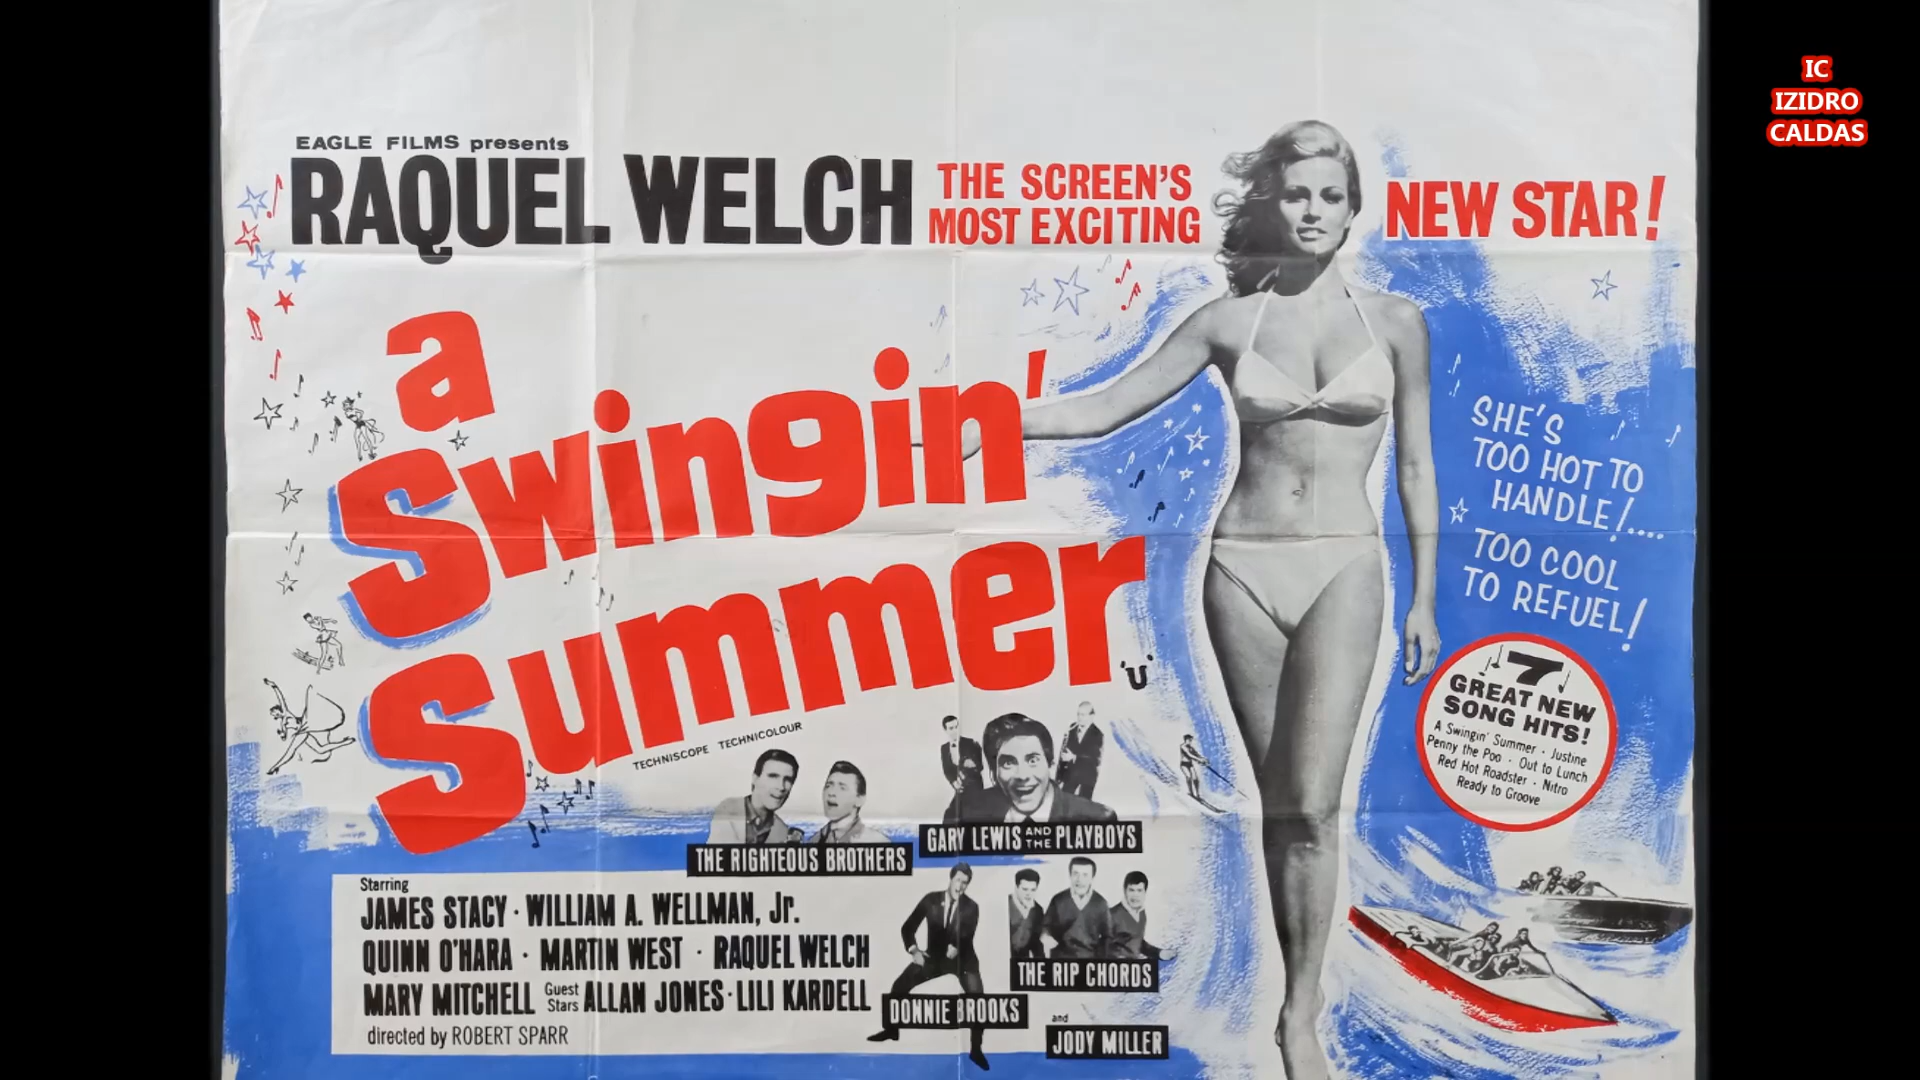 IC
IZIDRO
CALDAS
EAGLE FILMS presents
RAQUEL WELCH
THE SCREEN'S
MOST EXCITING
NEW STAR!
a
Swingin'
Summer
'U'
TECHNISCOPE TECHNICOLOUR
SHE'S
TOO HOT TO
HANDLE!....
TOO COOL
TO REFUEL!
7
GREAT NEW
SONG HITS!
A Swingin' Summer · Justine
Penny the Poo · Out to Lunch
Red Hot Roadster · Nitro
Ready to Groove
THE RIGHTEOUS BROTHERS
GARY LEWIS AND THE PLAYBOYS
Starring
JAMES STACY · WILLIAM A. WELLMAN, Jr.
QUINN O'HARA · MARTIN WEST · RAQUEL WELCH
MARY MITCHELL Guest Stars ALLAN JONES · LILI KARDELL
directed by ROBERT SPARR
DONNIE BROOKS
THE RIP CHORDS
and
JODY MILLER